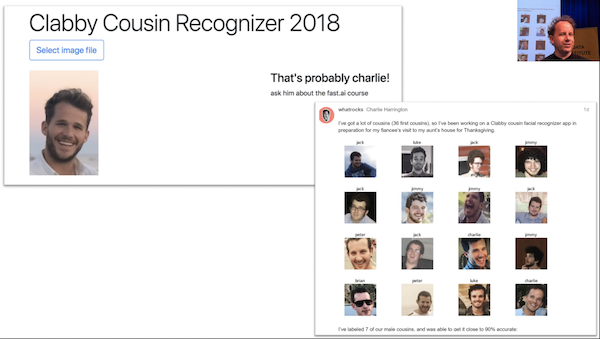 Clabby Cousin Recognizer 2018
Select image file
That's probably charlie!
ask him about the fast.ai course
whatrocks Charlie Harrington 1d
I've got a lot of cousins (36 first cousins), so I've been working on a Clabby cousin facial recognizer app in
preparation for my fiancee's visit to my aunt's house for Thanksgiving.
jack luke jack jimmy
jack jimmy jimmy jack
peter jack charlie jimmy
brian peter luke charlie
I've labeled 7 of our male cousins, and was able to get it close to 90% accurate:
DATA